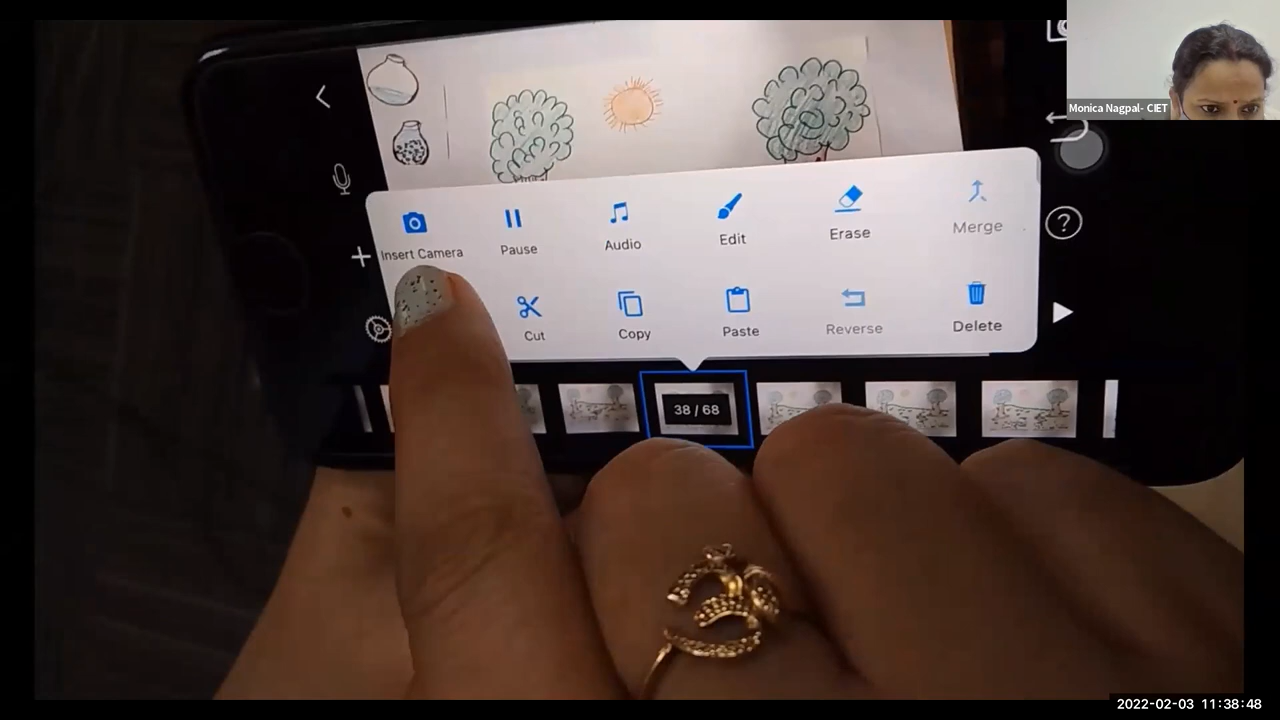 Monica Nagpal- CIET
Insert Camera
Pause
Audio
Edit
Erase
Merge
Cut
Copy
Paste
Reverse
Delete
38 / 68
2022-02-03 11:38:48